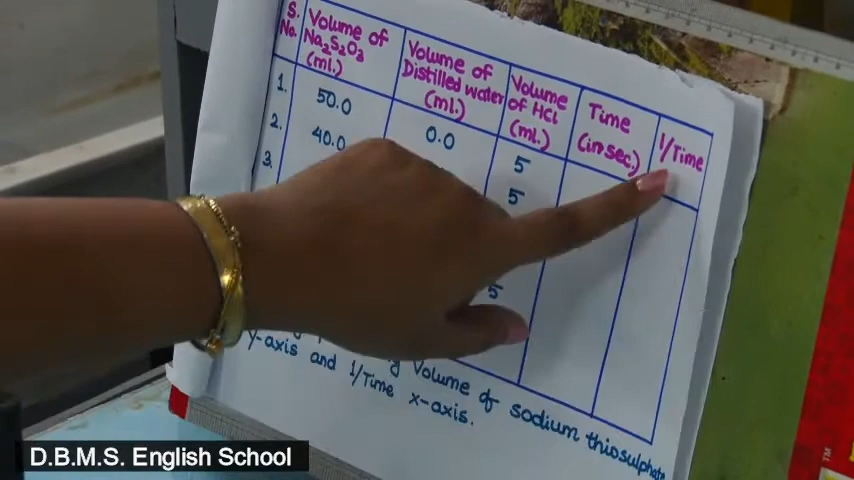 S. No.
Volume of Na₂S₂O₃ (ml.)
Volume of Distilled water (ml.)
Volume of HCl (ml.)
Time (in sec.)
1/Time
1. 50.0 0.0 5
2. 40.0 5
3.
5
Volume of sodium thiosulphate
y-axis and 1/Time x-axis.
D.B.M.S. English School
TM